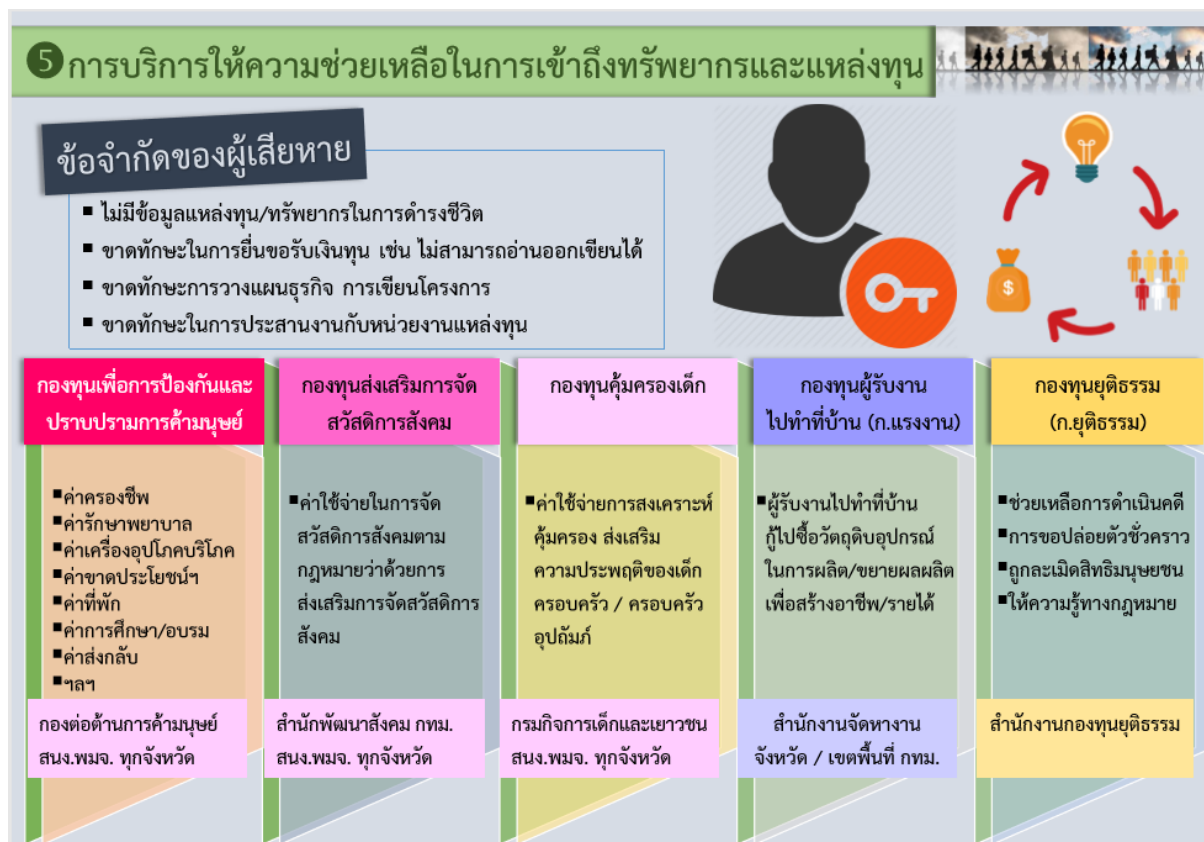 ❺ การบริการให้ความช่วยเหลือในการเข้าถึงทรัพยากรและแหล่งทุน
ข้อจำกัดของผู้เสียหาย
▪ ไม่มีข้อมูลแหล่งทุน/ทรัพยากรในการดำรงชีวิต
▪ ขาดทักษะในการยื่นขอรับเงินทุน เช่น ไม่สามารถอ่านออกเขียนได้
▪ ขาดทักษะการวางแผนธุรกิจ การเขียนโครงการ
▪ ขาดทักษะในการประสานงานกับหน่วยงานแหล่งทุน
$
กองทุนเพื่อการป้องกันและ
ปราบปรามการค้ามนุษย์
▪ค่าครองชีพ
▪ค่ารักษาพยาบาล
▪ค่าเครื่องอุปโภคบริโภค
▪ค่าขาดประโยชน์ฯ
▪ค่าที่พัก
▪ค่าการศึกษา/อบรม
▪ค่าส่งกลับ
▪ฯลฯ
กองต่อต้านการค้ามนุษย์
สนง.พมจ. ทุกจังหวัด
กองทุนส่งเสริมการจัด
สวัสดิการสังคม
▪ค่าใช้จ่ายในการจัด
สวัสดิการสังคมตาม
กฎหมายว่าด้วยการ
ส่งเสริมการจัดสวัสดิการ
สังคม
สำนักพัฒนาสังคม กทม.
สนง.พมจ. ทุกจังหวัด
กองทุนคุ้มครองเด็ก
▪ค่าใช้จ่ายการสงเคราะห์
คุ้มครอง ส่งเสริม
ความประพฤติของเด็ก
ครอบครัว / ครอบครัว
อุปถัมภ์
กรมกิจการเด็กและเยาวชน
สนง.พมจ. ทุกจังหวัด
กองทุนผู้รับงาน
ไปทำที่บ้าน (ก.แรงงาน)
▪ผู้รับงานไปทำที่บ้าน
กู้ไปซื้อวัตถุดิบอุปกรณ์
ในการผลิต/ขยายผลผลิต
เพื่อสร้างอาชีพ/รายได้
สำนักงานจัดหางาน
จังหวัด / เขตพื้นที่ กทม.
กองทุนยุติธรรม
(ก.ยุติธรรม)
▪ช่วยเหลือการดำเนินคดี
▪การขอปล่อยตัวชั่วคราว
▪ถูกละเมิดสิทธิมนุษยชน
▪ให้ความรู้ทางกฎหมาย
สำนักงานกองทุนยุติธรรม